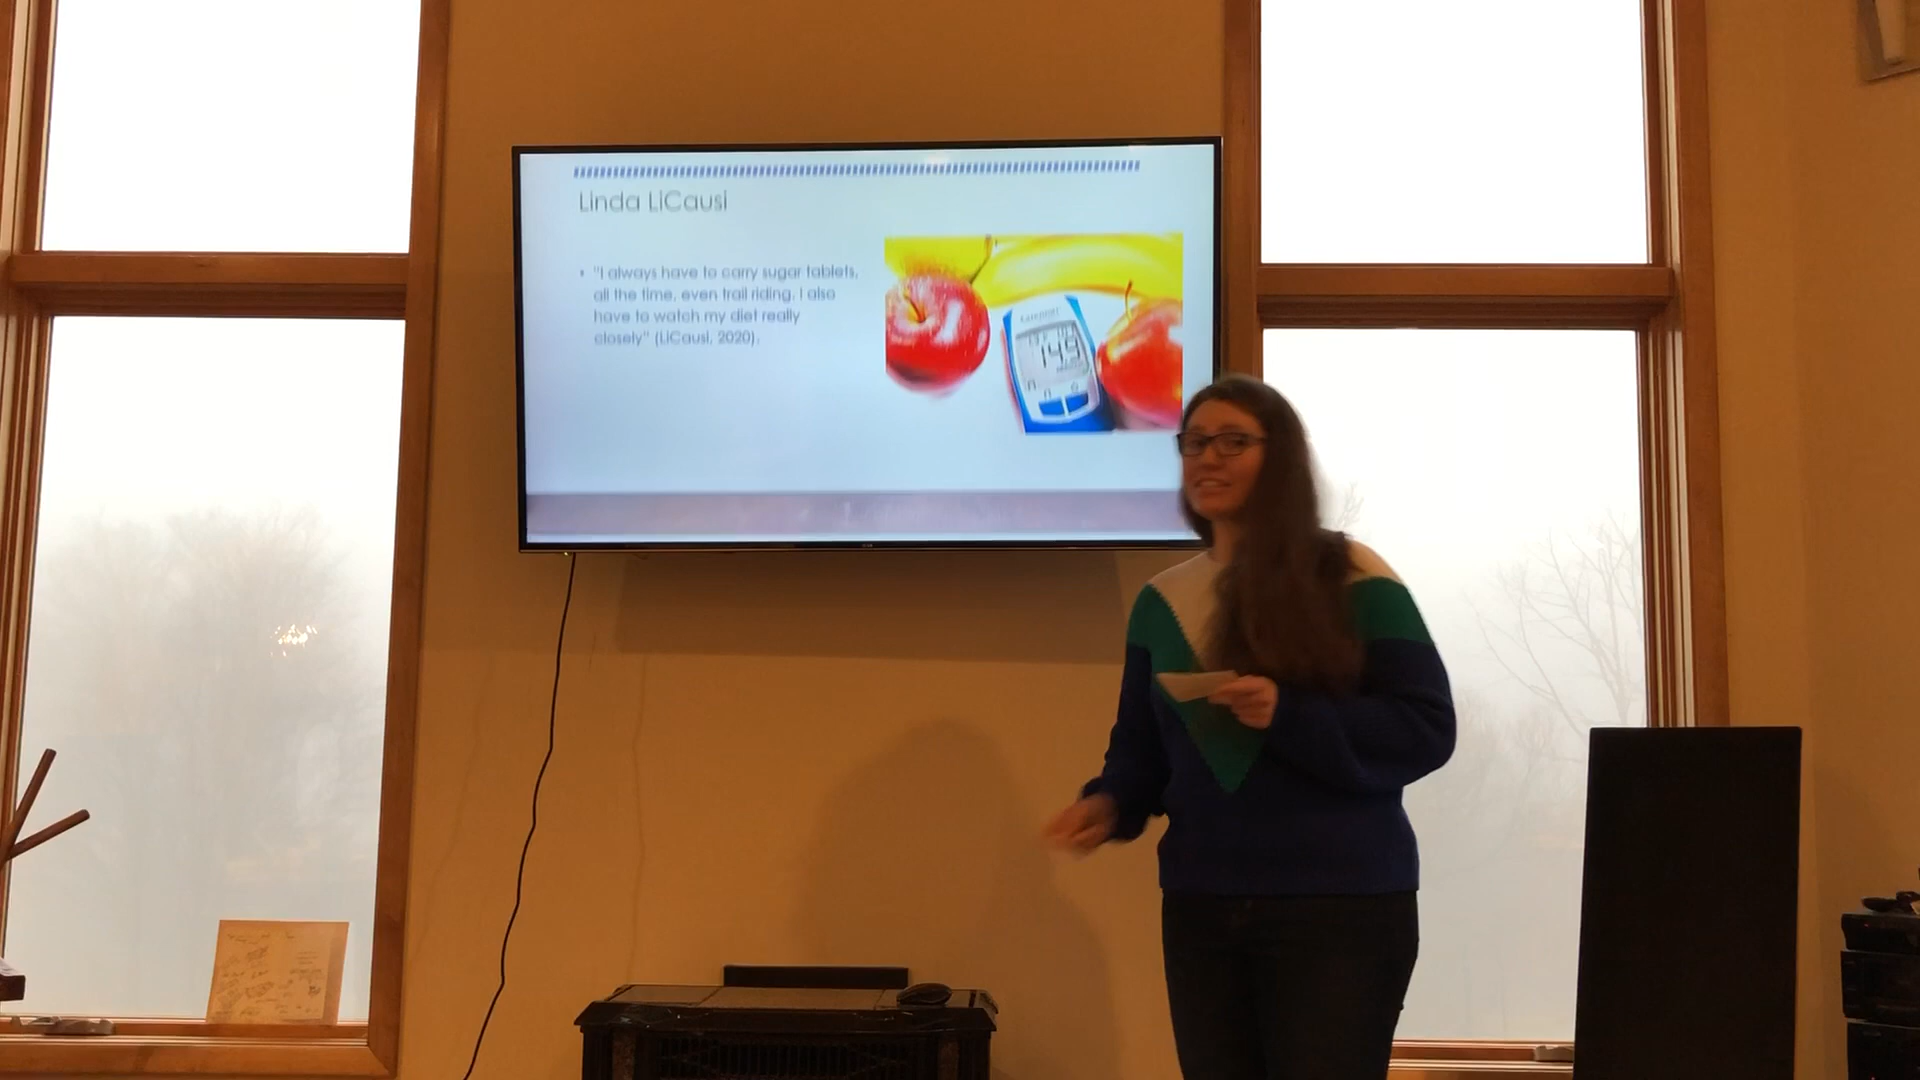 Linda LiCausi
• "I always have to carry sugar tablets,
all the time, even trail riding. I also
have to watch my diet really
closely" (LiCausi, 2020).
149